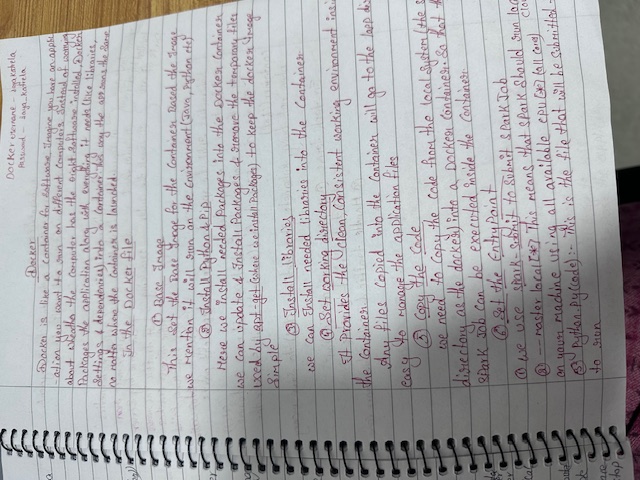 Docker username - Jayakafela
Password - Jaya_kafela
Docker
Docker is like a container for software. Imagine you have an applic
-ation you want to run on different computers instead of worrying
about wheatha the computer has the right software installed, Docker
Packages the application along with everything it needs (like libraries,
Settings & dependencies) into a container this way the app runs the same
no matter where the container is launched.
In the Docker file
① Base Image
This Set the Base Image for the container Based the Image
we mention it will run on the environment (Java, Python etc)
② Install Python & PiP
Here we install needed packages into the Docker container
we can update & Install Packages & remove the temporary files
used by apt-get (where we install Packages) to keep the docker image
Simple
③ Install libraries
we can Install needed libraries into the Container
④ Set working directory
It Provides the clean, consistent working environment insi
the container
Any files copied into the container will go to the /app di
easy to manage the application files
⑤ Copy the Code
we need to copy the code from the local system (the s
directory as the docker) into a Docker Container. So that t
Spark Job can be executed inside the container
⑥ Set the EntryPoint
① we use Spark-Submit to Submit Spark Job
② --master local[*] This means that Spark should run loc
on your machine using all available CPU (*) (all cores) clo
③ Python.Py(code) :- This is the file that will be submitted -
to run